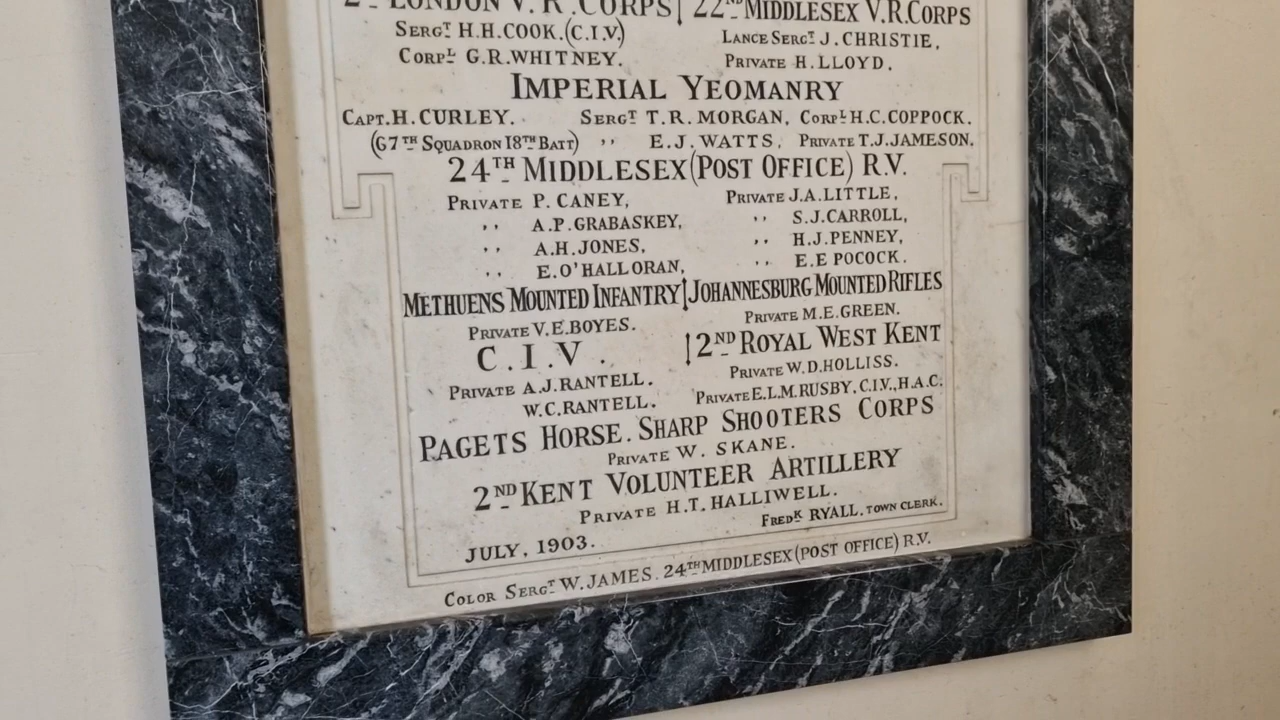 2ND LONDON V.R.CORPS | 22ND MIDDLESEX V.R.CORPS
SERGT H.H.COOK.(C.I.V.) LANCE SERGT J.CHRISTIE,
CORPL G.R.WHITNEY. PRIVATE H.LLOYD.
IMPERIAL YEOMANRY
CAPT.H.CURLEY. SERGT T.R.MORGAN, CORPL H.C.COPPOCK.
(67TH SQUADRON 18TH BATT) ,, E.J.WATTS, PRIVATE T.J.JAMESON.
24TH MIDDLESEX (POST OFFICE) R.V.
PRIVATE P.CANEY, PRIVATE J.A.LITTLE,
,, A.P.GRABASKEY, ,, S.J.CARROLL,
,, A.H.JONES, ,, H.J.PENNEY,
,, E.O'HALLORAN, ,, E.E POCOCK.
METHUENS MOUNTED INFANTRY | JOHANNESBURG MOUNTED RIFLES
PRIVATE V.E.BOYES. PRIVATE M.E.GREEN.
C.I.V. | 2ND ROYAL WEST KENT
PRIVATE A.J.RANTELL. PRIVATE W.D.HOLLISS.
W.C.RANTELL. PRIVATE E.L.M.RUSBY, C.I.V., H.A.C.
PAGETS HORSE. SHARP SHOOTERS CORPS
PRIVATE W. SKANE.
2ND KENT VOLUNTEER ARTILLERY
PRIVATE H.T.HALLIWELL.
FREDK RYALL. TOWN CLERK.
JULY, 1903.
COLOR SERGT W.JAMES. 24TH MIDDLESEX (POST OFFICE) R.V.